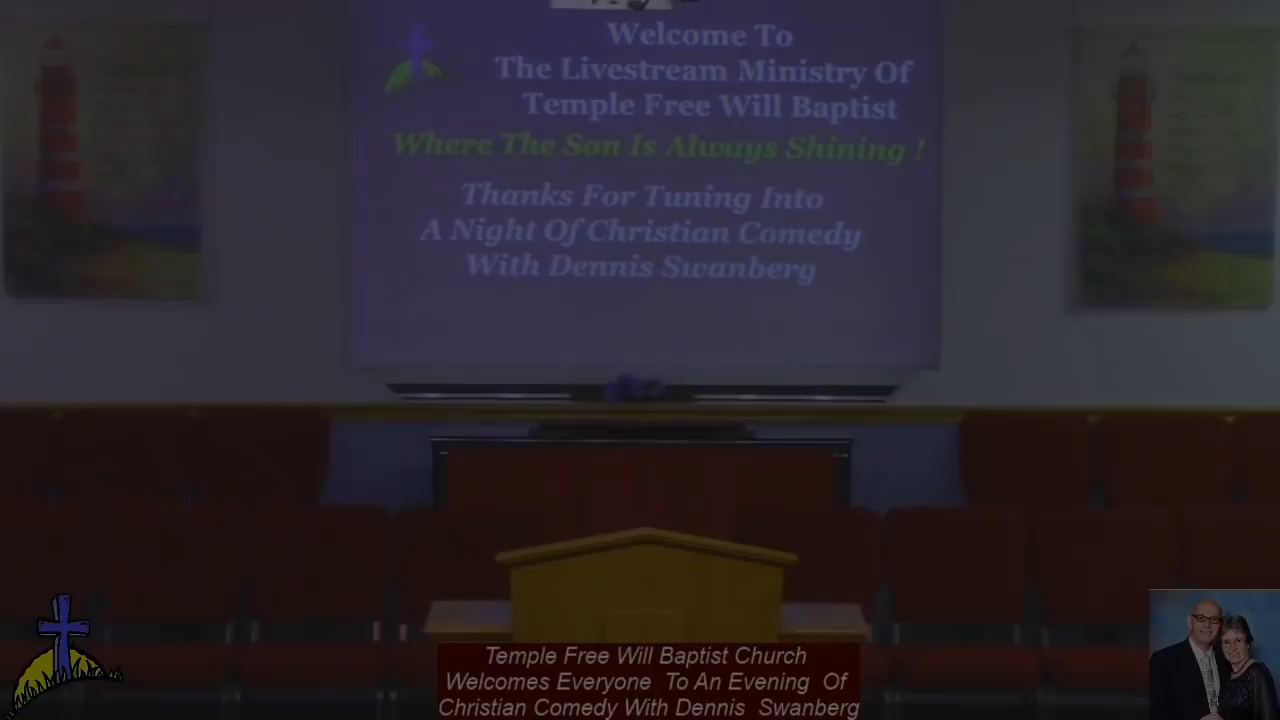 Welcome To
The Livestream Ministry Of
Temple Free Will Baptist
Where The Son Is Always Shining !
Thanks For Tuning Into
A Night Of Christian Comedy
With Dennis Swanberg
Temple Free Will Baptist Church
Welcomes Everyone To An Evening Of
Christian Comedy With Dennis Swanberg